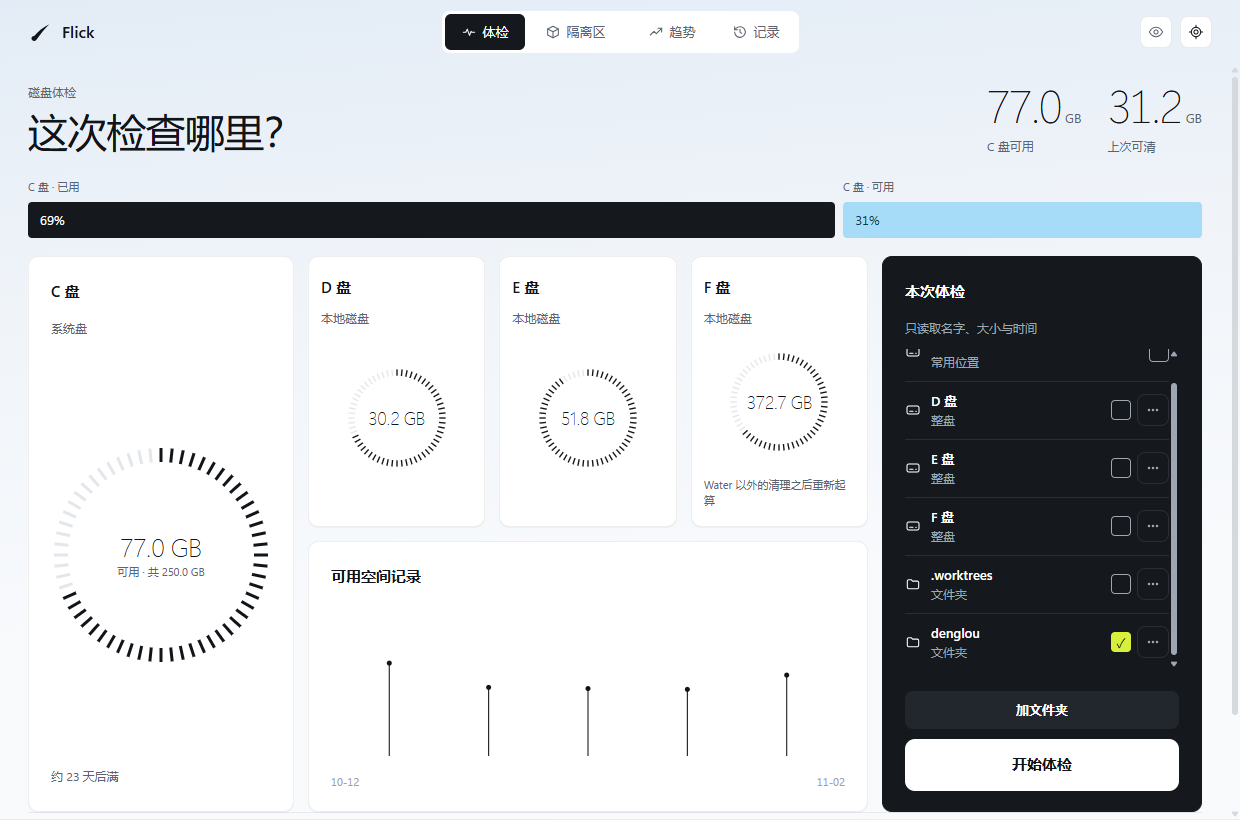 Flick
体检
隔离区
趋势
记录
磁盘体检
这次检查哪里?
77.0 GB
C 盘可用
31.2 GB
上次可清
C 盘 · 已用
69%
C 盘 · 可用
31%
C 盘
系统盘
77.0 GB
可用 · 共 250.0 GB
约 23 天后满
D 盘
本地磁盘
30.2 GB
E 盘
本地磁盘
51.8 GB
F 盘
本地磁盘
372.7 GB
Water 以外的清理之后重新起
算
可用空间记录
10-12
11-02
本次体检
只读取名字、大小与时间
常用位置
D 盘
整盘
E 盘
整盘
F 盘
整盘
.worktrees
文件夹
denglou
文件夹
加文件夹
开始体检